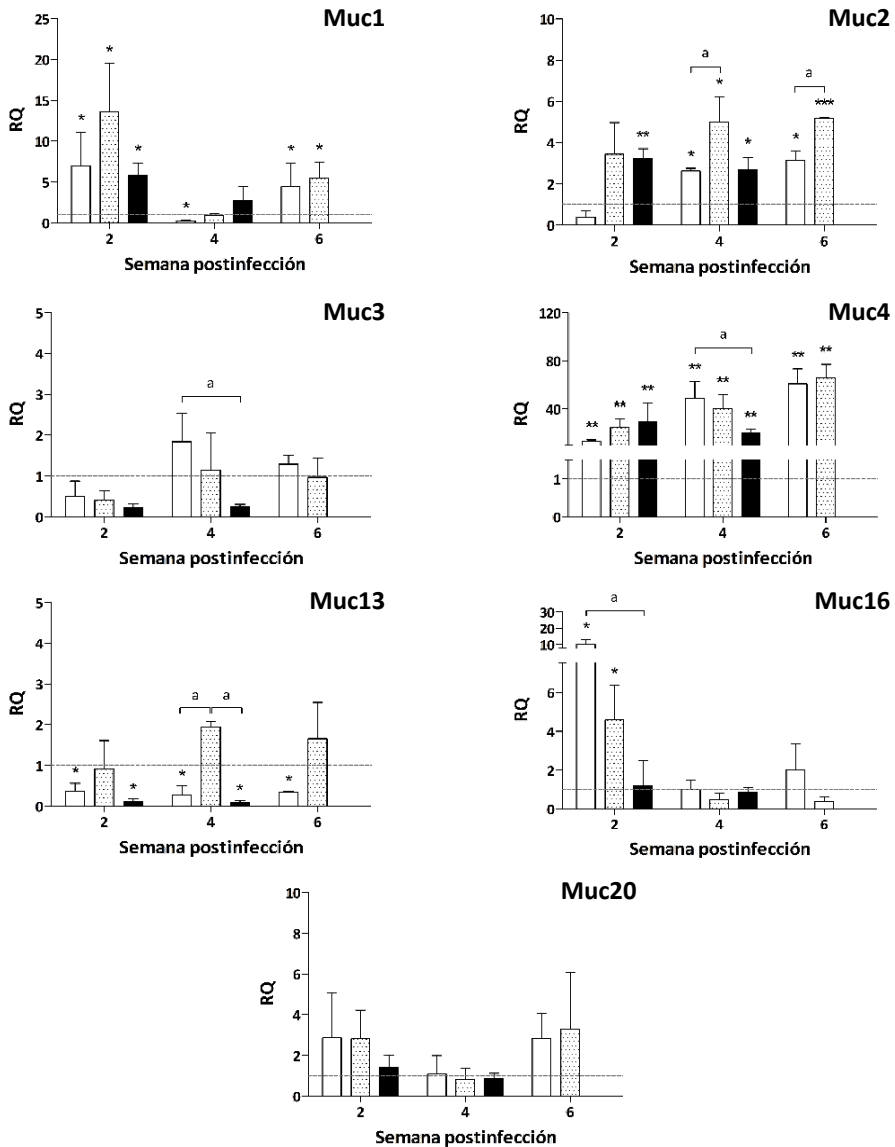 Muc1
25
20
15
10
5
0
RQ
* * *
*
* *
2 4 6
Semana postinfección
Muc2
10
8
6
4
2
0
RQ
**
a
* * *
a
* ***
2 4 6
Semana postinfección
Muc3
5
4
3
2
1
0
RQ
a
2 4 6
Semana postinfección
Muc4
120
80
40
1
0
RQ
** ** **
a
** ** **
** **
2 4 6
Semana postinfección
Muc13
5
4
3
2
1
0
RQ
* *
a a
* *
*
2 4 6
Semana postinfección
Muc16
30
20
10
6
4
2
0
RQ
a
* *
2 4 6
Semana postinfección
Muc20
10
8
6
4
2
0
RQ
2 4 6
Semana postinfección